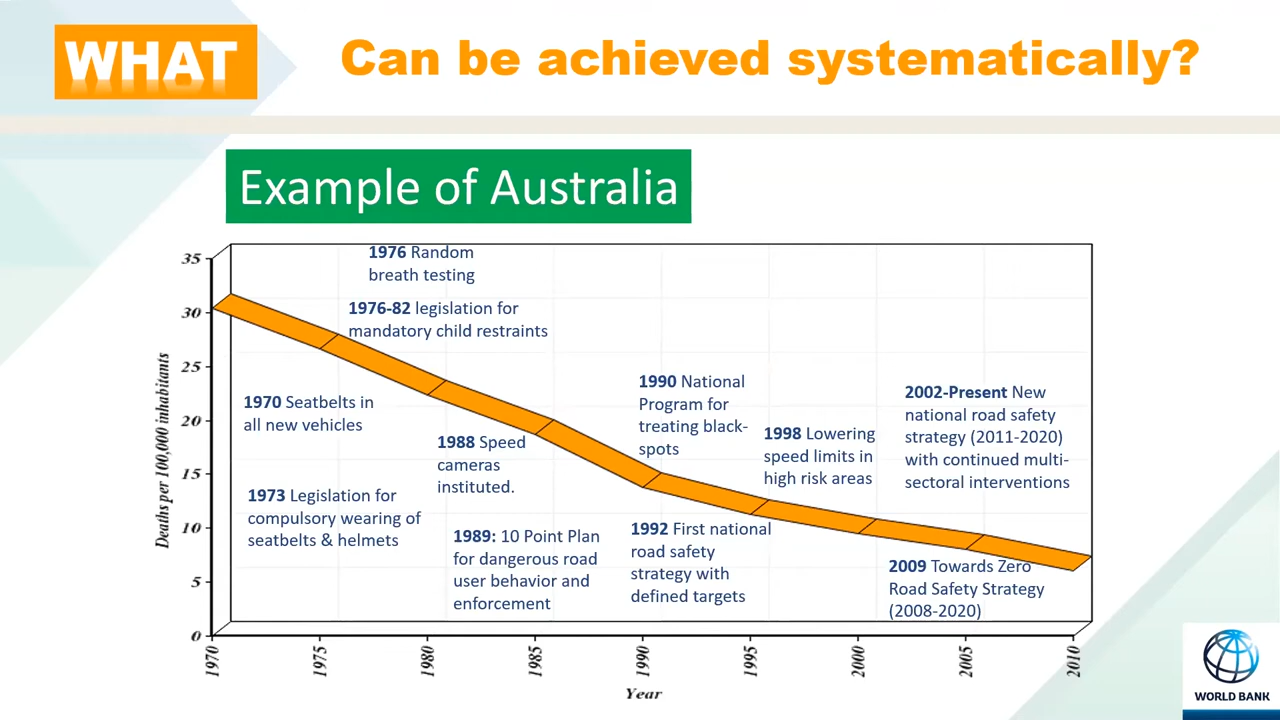 WHAT
Can be achieved systematically?
Example of Australia
35
30
25
20
15
10
5
0
Deaths per 100,000 inhabitants
1976 Random
breath testing
1976-82 legislation for
mandatory child restraints
1970 Seatbelts in
all new vehicles
1973 Legislation for
compulsory wearing of
seatbelts & helmets
1988 Speed
cameras
instituted.
1989: 10 Point Plan
for dangerous road
user behavior and
enforcement
1990 National
Program for
treating black-
spots
1992 First national
road safety
strategy with
defined targets
1998 Lowering
speed limits in
high risk areas
2002-Present New
national road safety
strategy (2011-2020)
with continued multi-
sectoral interventions
2009 Towards Zero
Road Safety Strategy
(2008-2020)
1970
1975
1980
1985
1990
1995
2000
2005
2010
Year
WORLD BANK